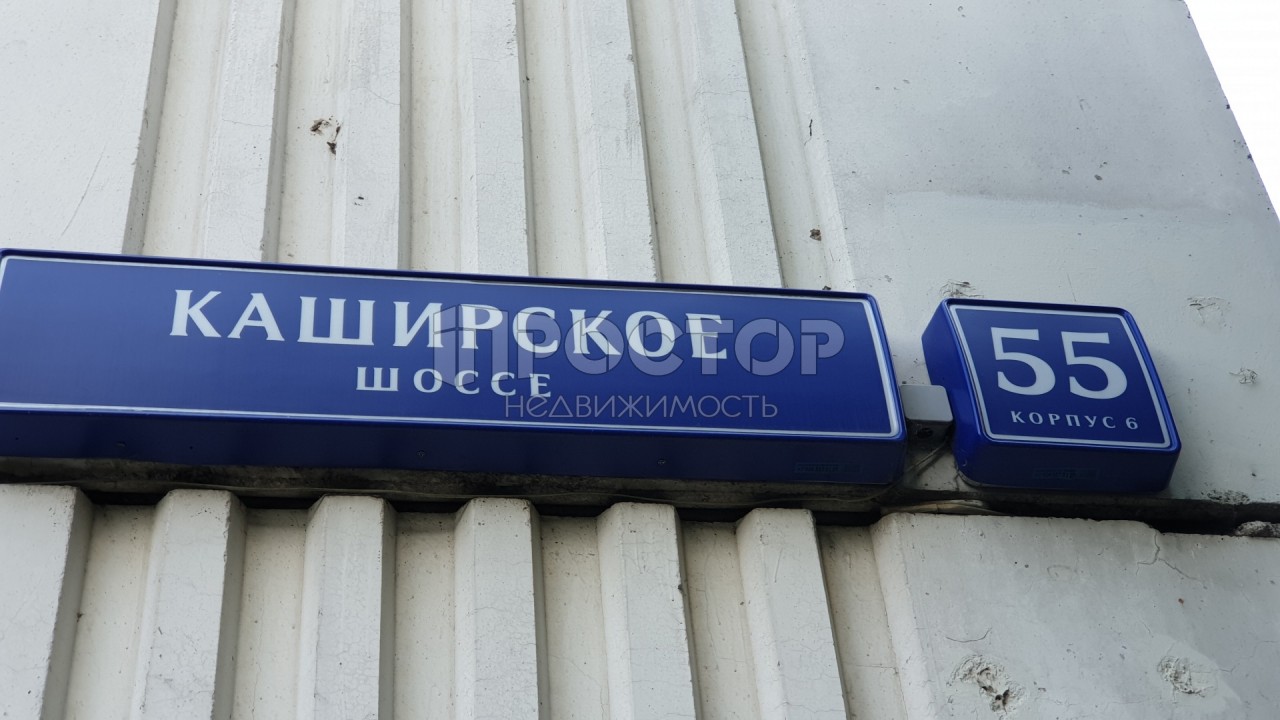 КАШИРСКОЕ
ШОССЕ
55
КОРПУС 6
ПРОСТОР
НЕДВИЖИМОСТЬ